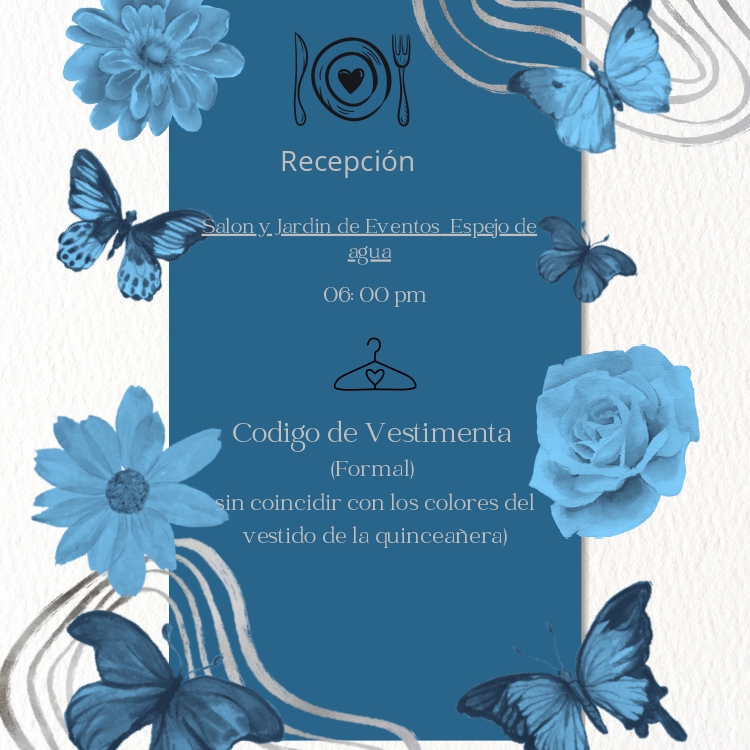 Recepción
Salon y Jardin de Eventos Espejo de
agua
06: 00 pm
Codigo de Vestimenta
(Formal)
sin coincidir con los colores del
vestido de la quinceañera)